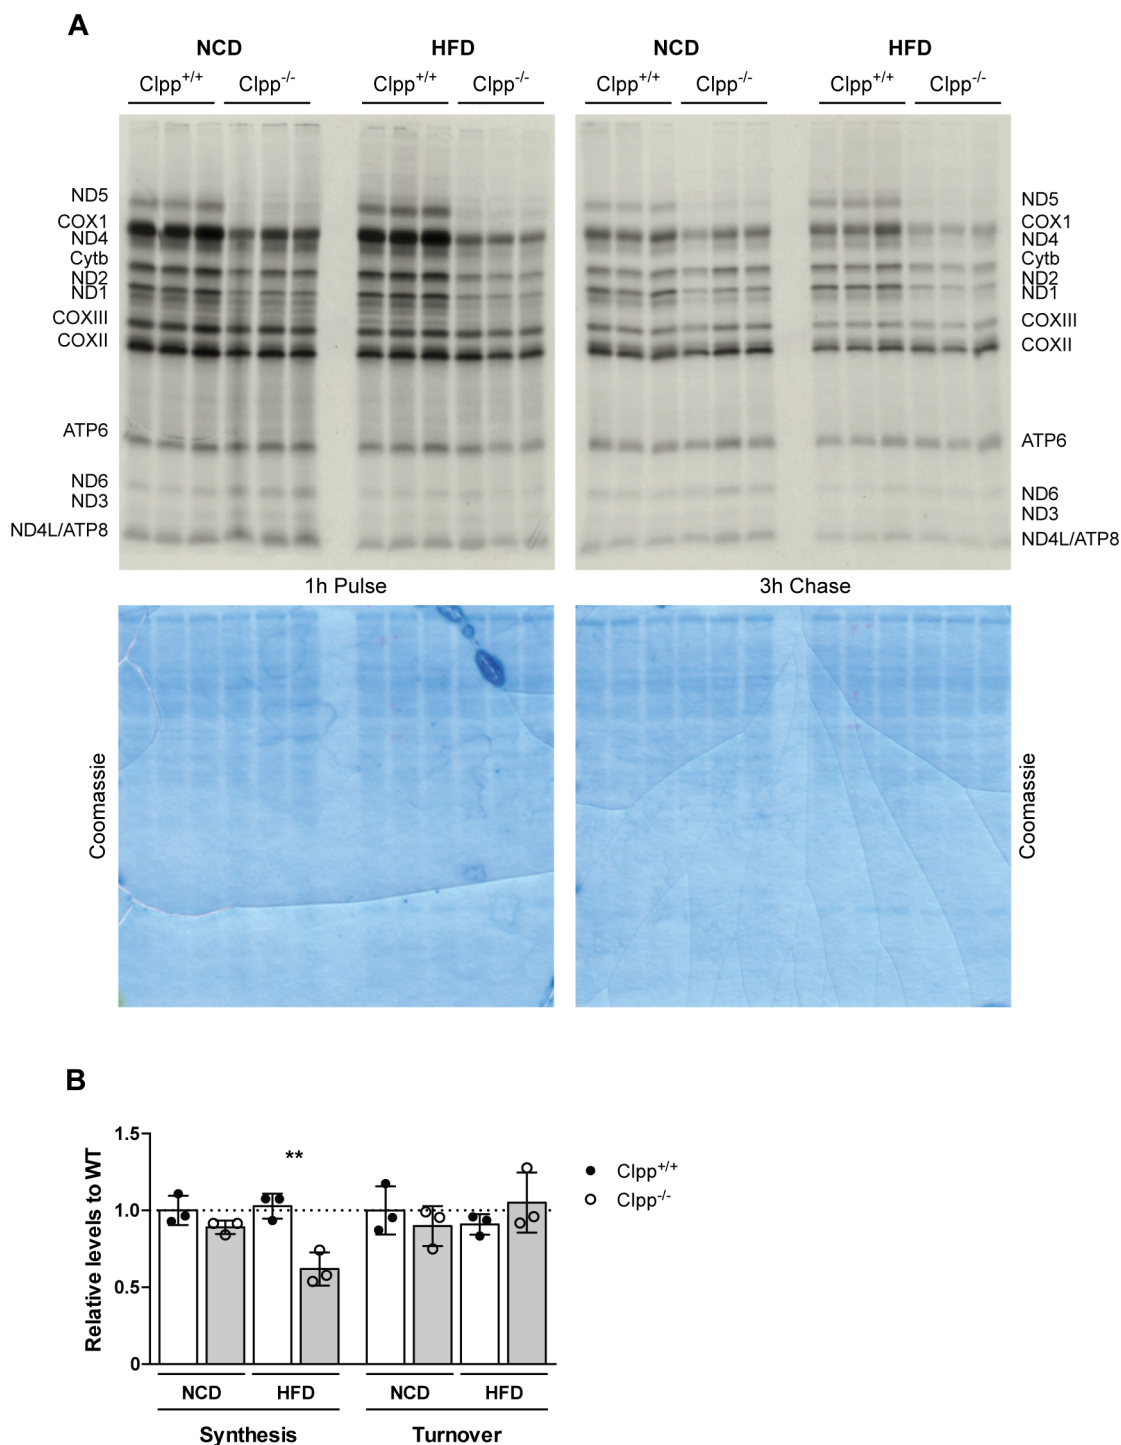 A
NCD HFD NCD HFD
Clpp+/+ Clpp-/- Clpp+/+ Clpp-/- Clpp+/+ Clpp-/- Clpp+/+ Clpp-/-
ND5
COX1
ND4
Cytb
ND2
ND1
COXIII
COXII
ATP6
ND6
ND3
ND4L/ATP8
ND5
COX1
ND4
Cytb
ND2
ND1
COXIII
COXII
ATP6
ND6
ND3
ND4L/ATP8
1h Pulse 3h Chase
Coomassie
Coomassie
B
Relative levels to WT
1.5
1.0
0.5
0
**
Clpp+/+
Clpp-/-
NCD HFD NCD HFD
Synthesis Turnover